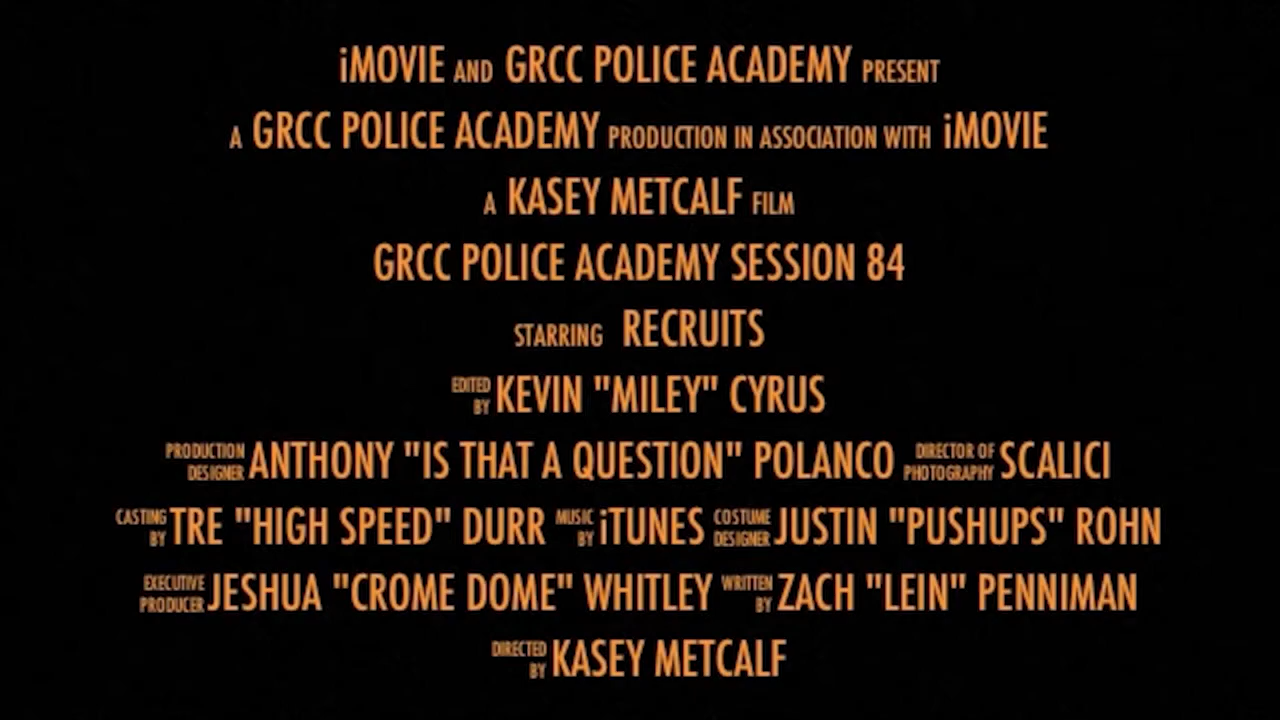 iMOVIE AND GRCC POLICE ACADEMY PRESENT
A GRCC POLICE ACADEMY PRODUCTION IN ASSOCIATION WITH iMOVIE
A KASEY METCALF FILM
GRCC POLICE ACADEMY SESSION 84
STARRING RECRUITS
EDITED BY KEVIN "MILEY" CYRUS
PRODUCTION DESIGNER ANTHONY "IS THAT A QUESTION" POLANCO DIRECTOR OF PHOTOGRAPHY SCALICI
CASTING BY TRE "HIGH SPEED" DURR MUSIC BY iTUNES COSTUME DESIGNER JUSTIN "PUSHUPS" ROHN
EXECUTIVE PRODUCER JESHUA "CROME DOME" WHITLEY WRITTEN BY ZACH "LEIN" PENNIMAN
DIRECTED BY KASEY METCALF